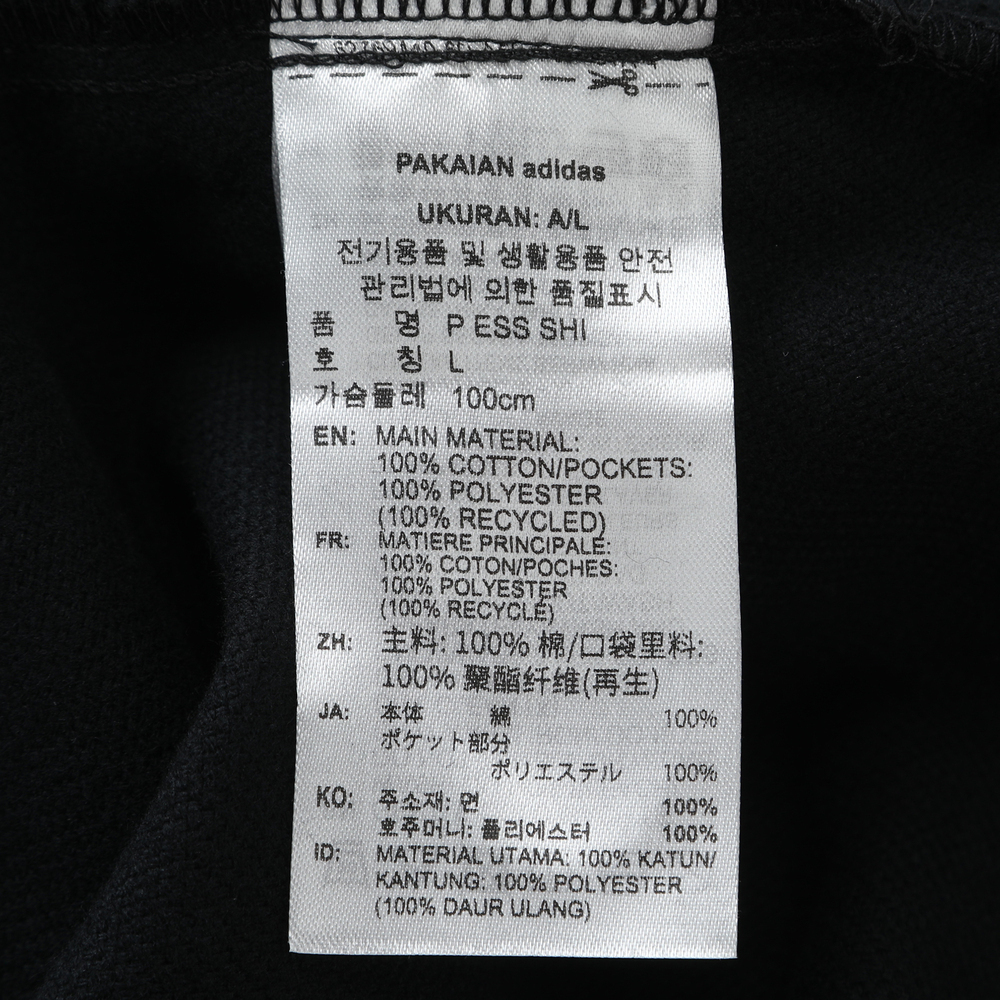 PAKAIAN adidas
UKURAN: A/L
전기용품 및 생활용품 안전
관리법에 의한 품질표시
품 명 P ESS SHI
호 칭 L
가슴둘레 100cm
EN: MAIN MATERIAL:
100% COTTON/POCKETS:
100% POLYESTER
(100% RECYCLED)
FR: MATIERE PRINCIPALE:
100% COTON/POCHES:
100% POLYESTER
(100% RECYCLÉ)
ZH: 主料: 100% 棉/口袋里料:
100% 聚酯纤维(再生)
JA: 本体 綿 100%
ポケット部分
ポリエステル 100%
KO: 주소재: 면 100%
호주머니: 폴리에스터 100%
ID: MATERIAL UTAMA: 100% KATUN/
KANTUNG: 100% POLYESTER
(100% DAUR ULANG)